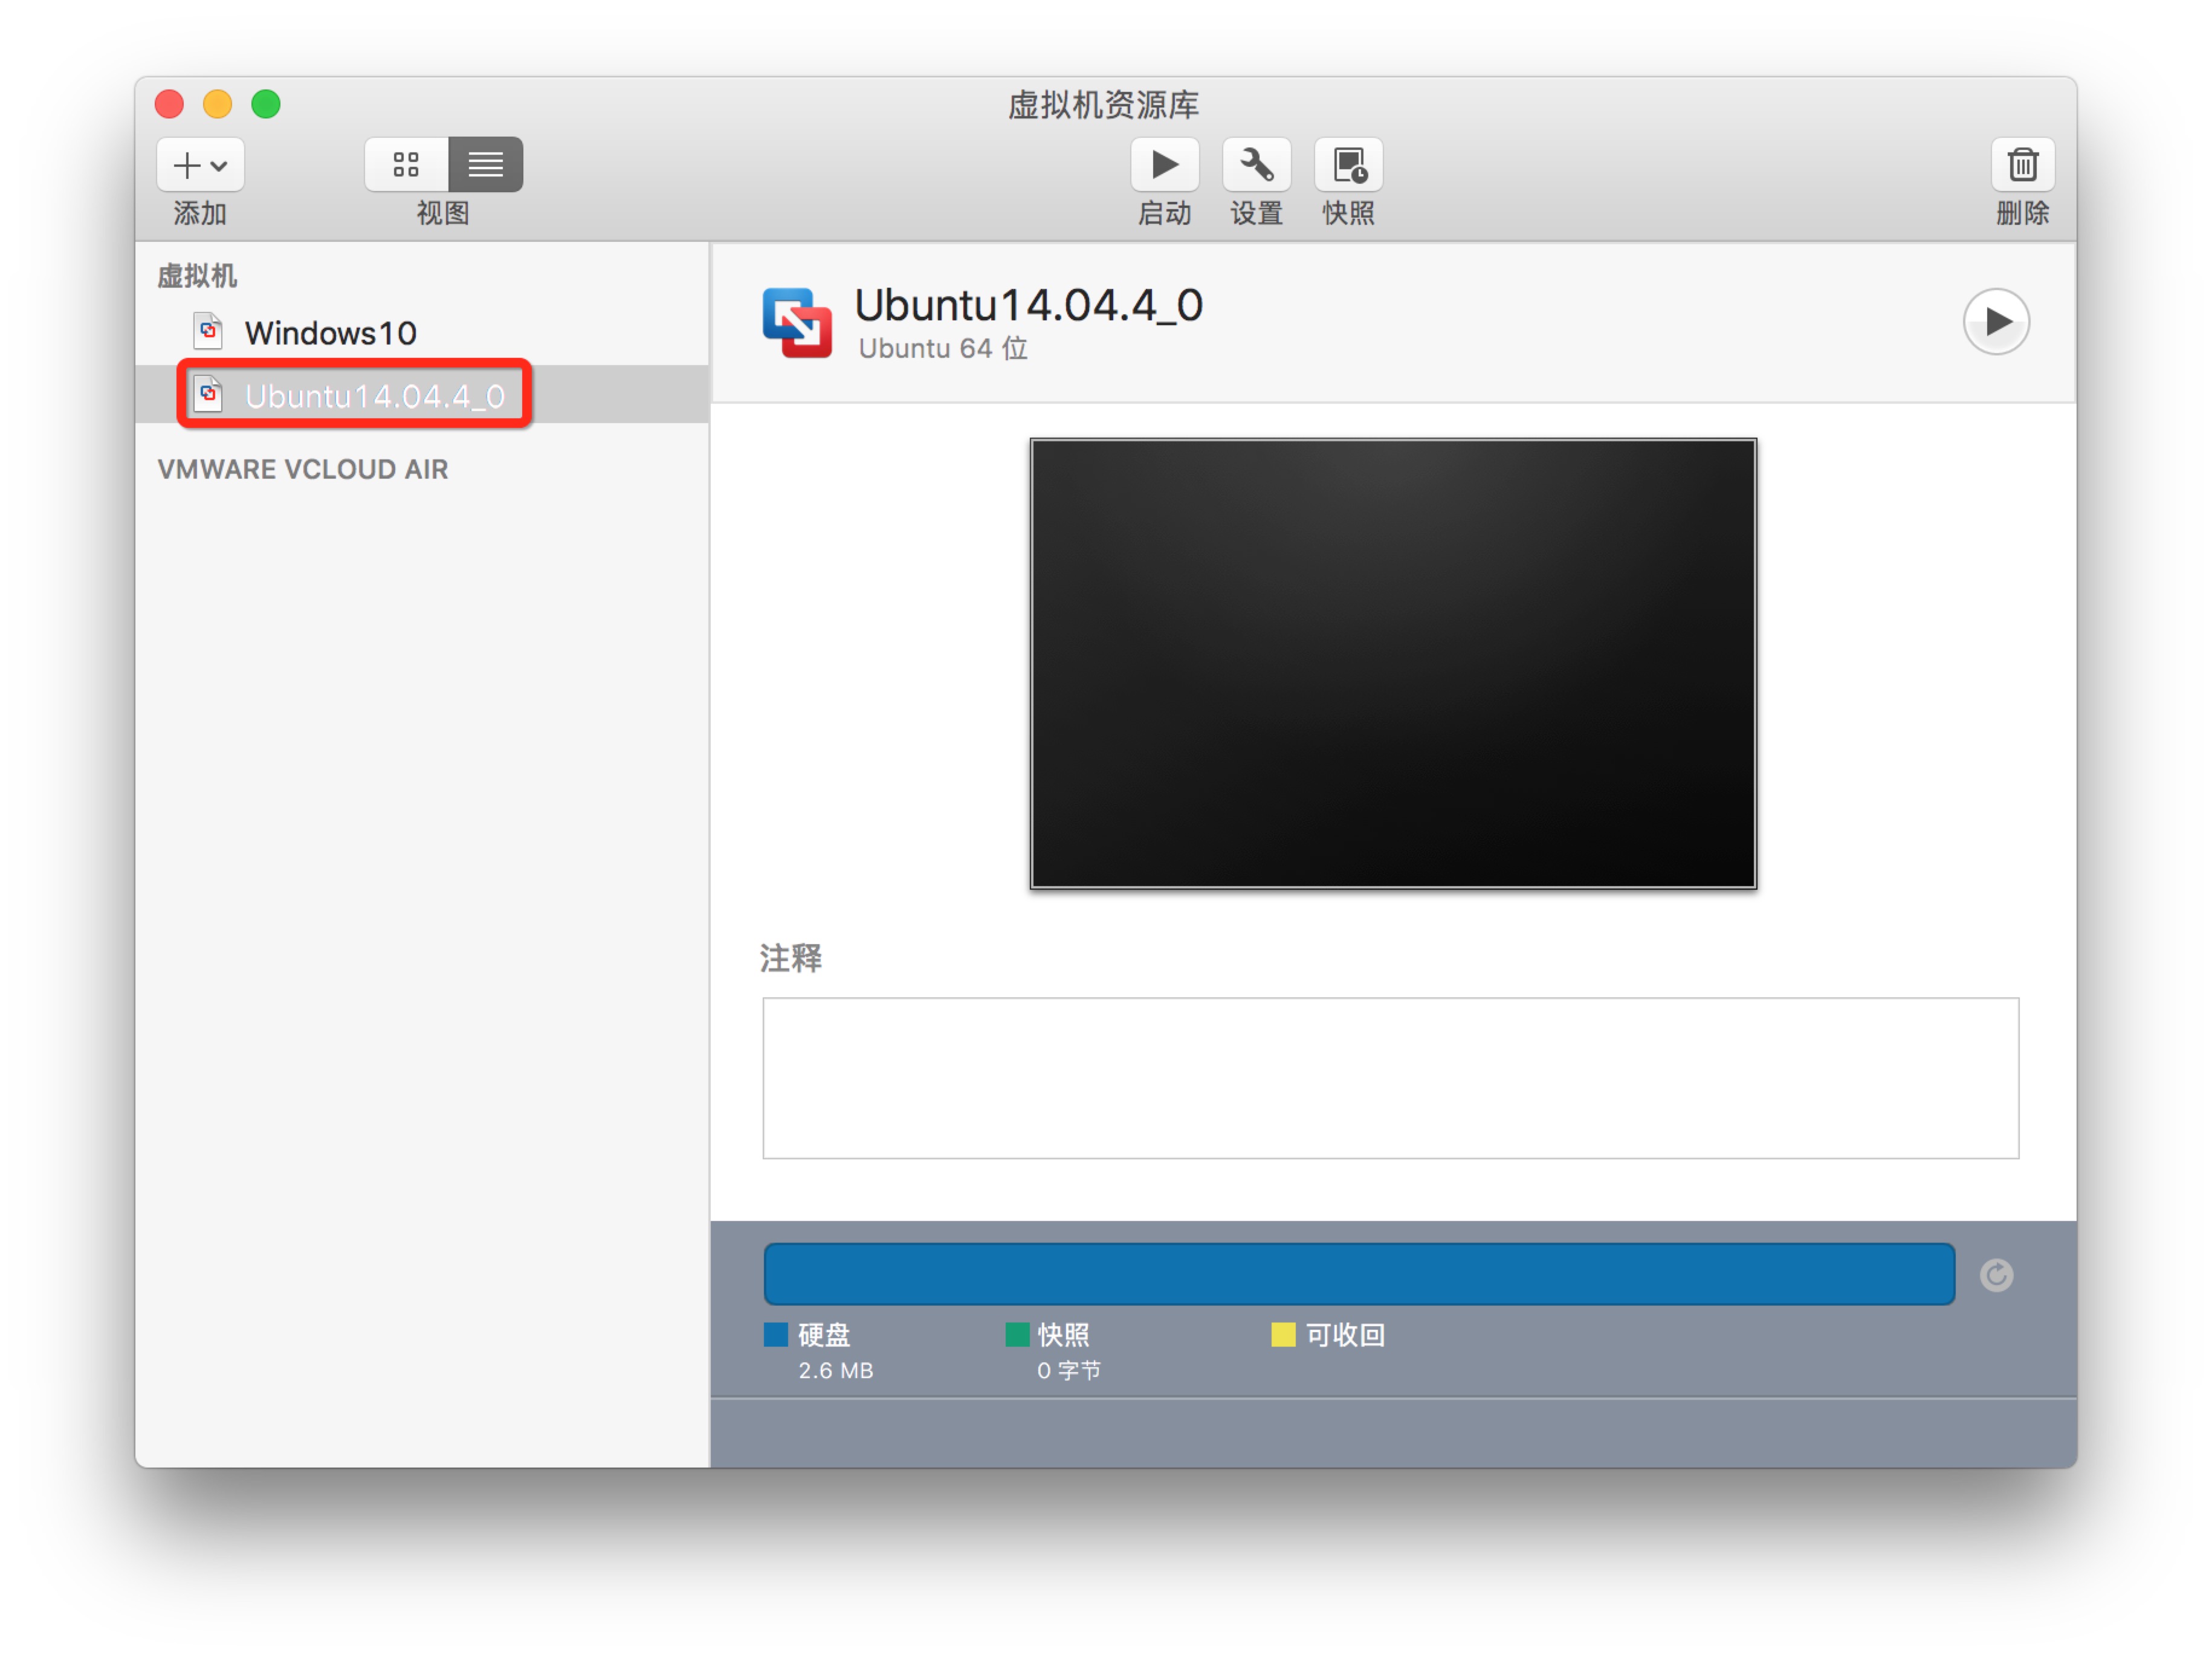 虚拟机资源库
添加
视图
启动
设置
快照
删除
虚拟机
Windows10
Ubuntu14.04.4_0
VMWARE VCLOUD AIR
Ubuntu14.04.4_0
Ubuntu 64 位
注释
硬盘
2.6 MB
快照
0 字节
可收回